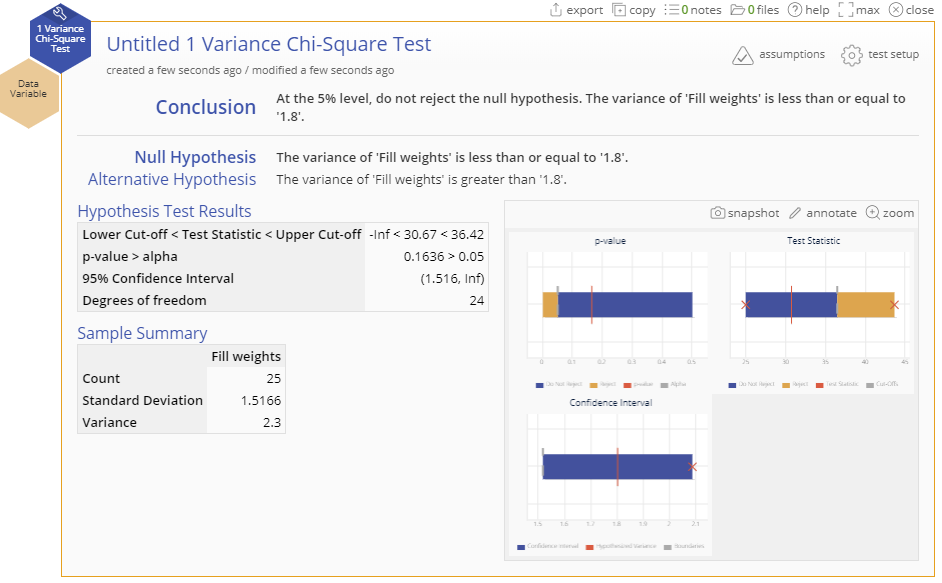 export copy 0 notes 0 files help max close
1 Variance
Chi-Square
Test
Data
Variable
Untitled 1 Variance Chi-Square Test
created a few seconds ago / modified a few seconds ago
assumptions test setup
Conclusion At the 5% level, do not reject the null hypothesis. The variance of 'Fill weights' is less than or equal to
'1.8'.
Null Hypothesis The variance of 'Fill weights' is less than or equal to '1.8'.
Alternative Hypothesis The variance of 'Fill weights' is greater than '1.8'.
Hypothesis Test Results
Lower Cut-off < Test Statistic < Upper Cut-off -Inf < 30.67 < 36.42
p-value > alpha 0.1636 > 0.05
95% Confidence Interval (1.516, Inf)
Degrees of freedom 24
Sample Summary
Fill weights
Count 25
Standard Deviation 1.5166
Variance 2.3
snapshot annotate zoom
p-value
0 0.1 0.2 0.3 0.4 0.5
Do Not Reject Reject p-value Alpha
Test Statistic
25 30 35 40 45
Do Not Reject Reject Test Statistic Cut-Offs
Confidence Interval
1.5 1.6 1.7 1.8 1.9 2 2.1
Confidence Interval Hypothesized Variance Boundaries